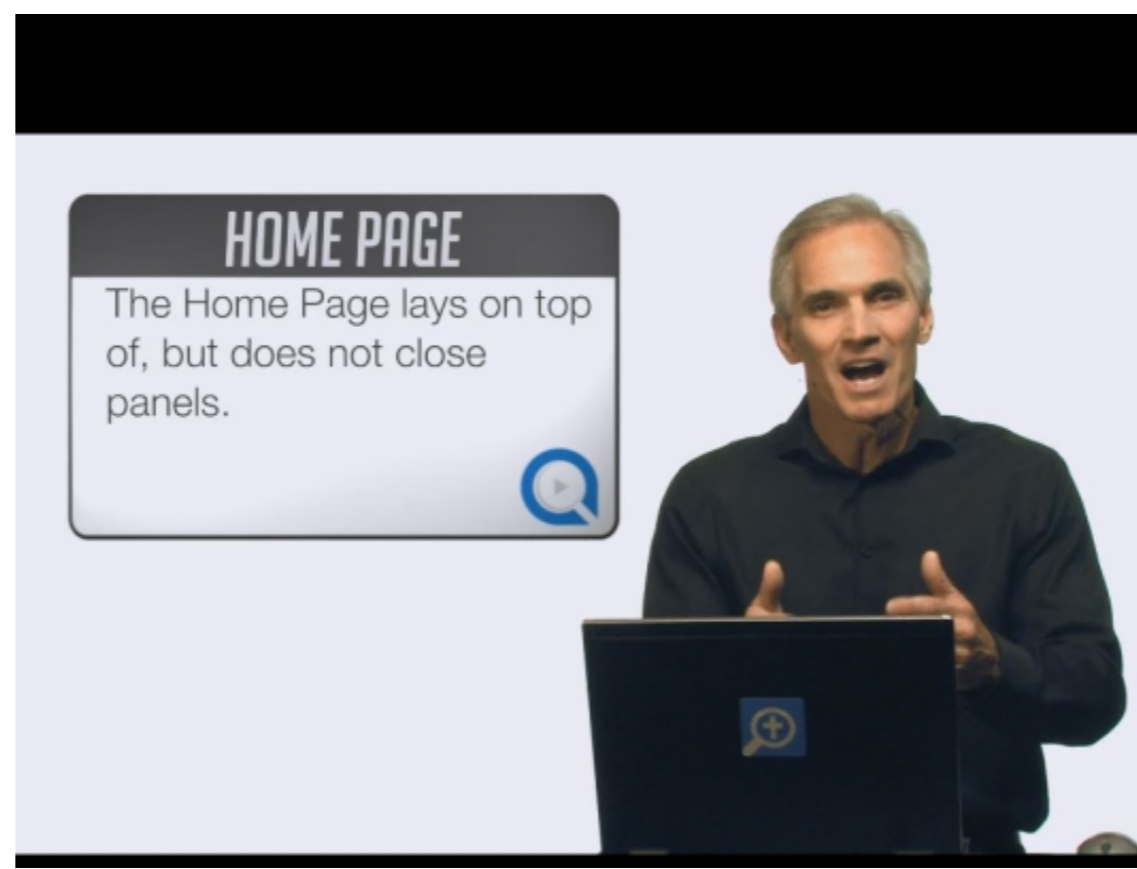 HOME PAGE
The Home Page lays on top
of, but does not close
panels.